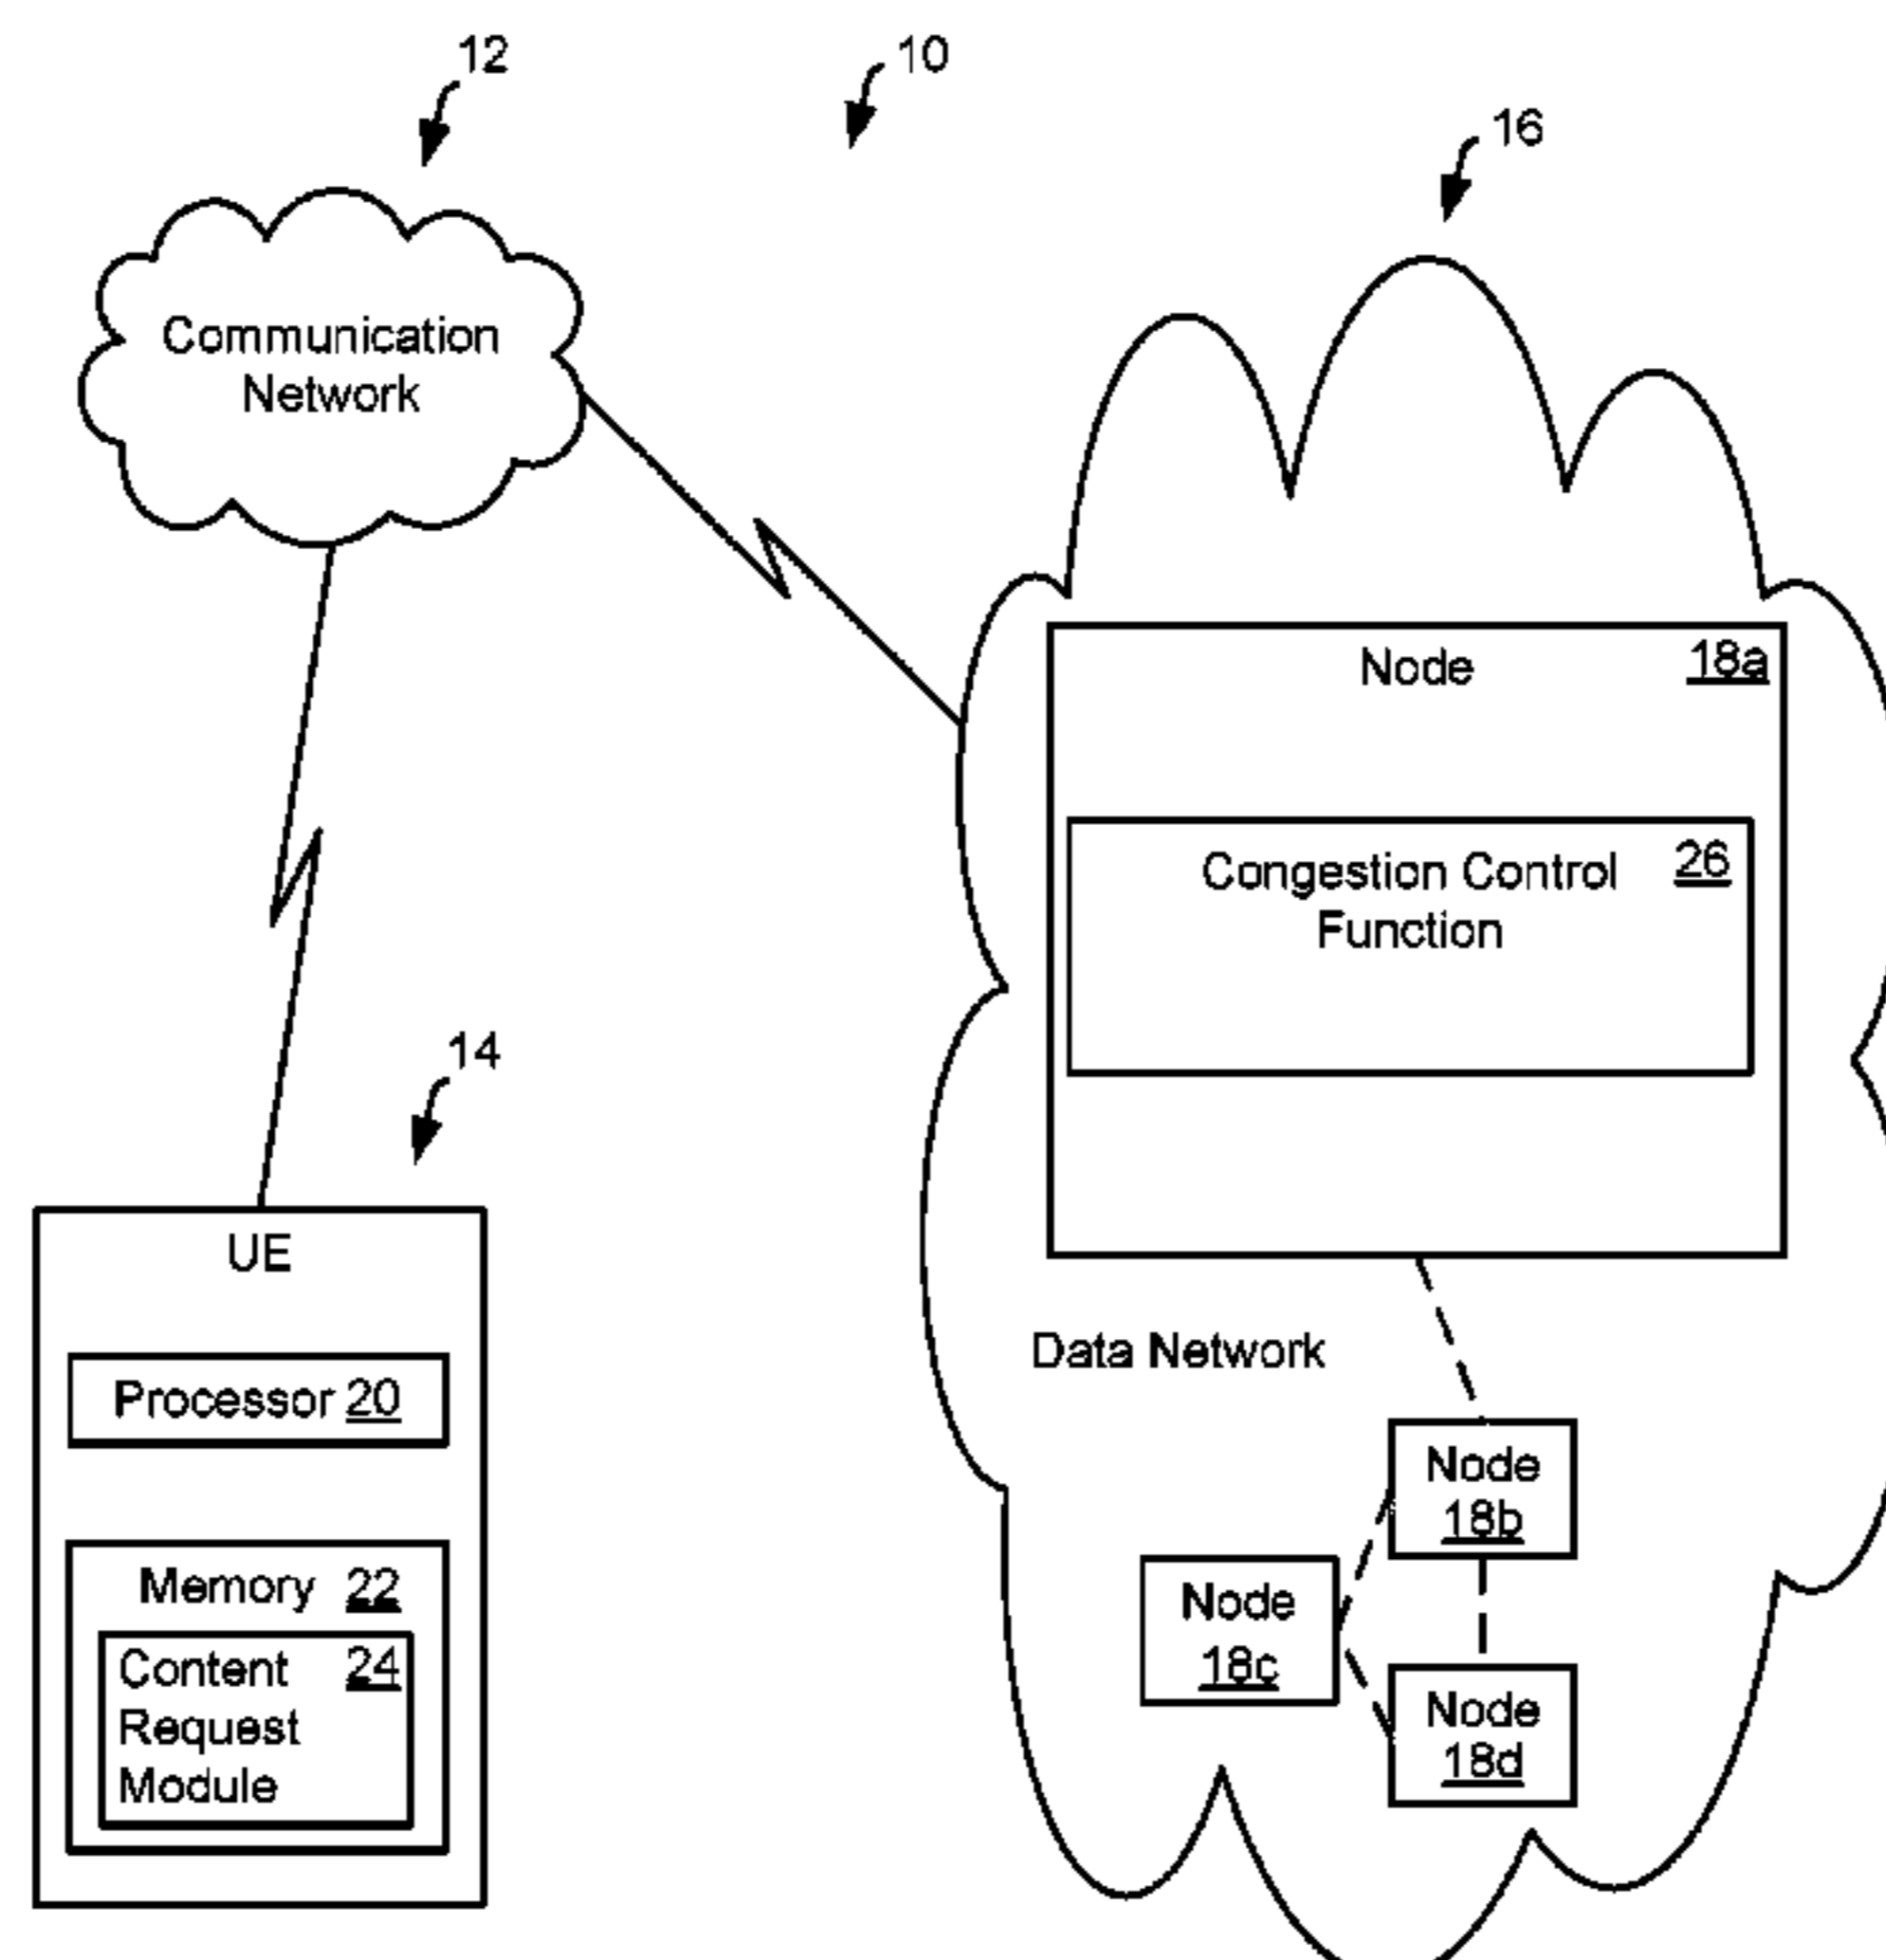 12
10
16
Communication
Network
Node 18a
Congestion Control 26
Function
14
UE
Processor 20
Memory 22
Content 24
Request
Module
Data Network
Node
18b
Node
18c
Node
18d